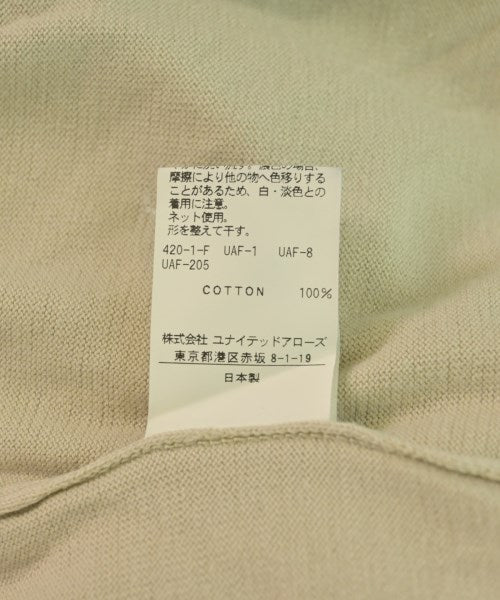 摩擦により他の物へ色移りする
ことがあるため、白・淡色との
着用に注意。
ネット使用。
形を整えて干す。
420-1-F UAF-1 UAF-8
UAF-205
COTTON 100%
株式会社 ユナイテッドアローズ
東京都港区赤坂 8-1-19
日本製